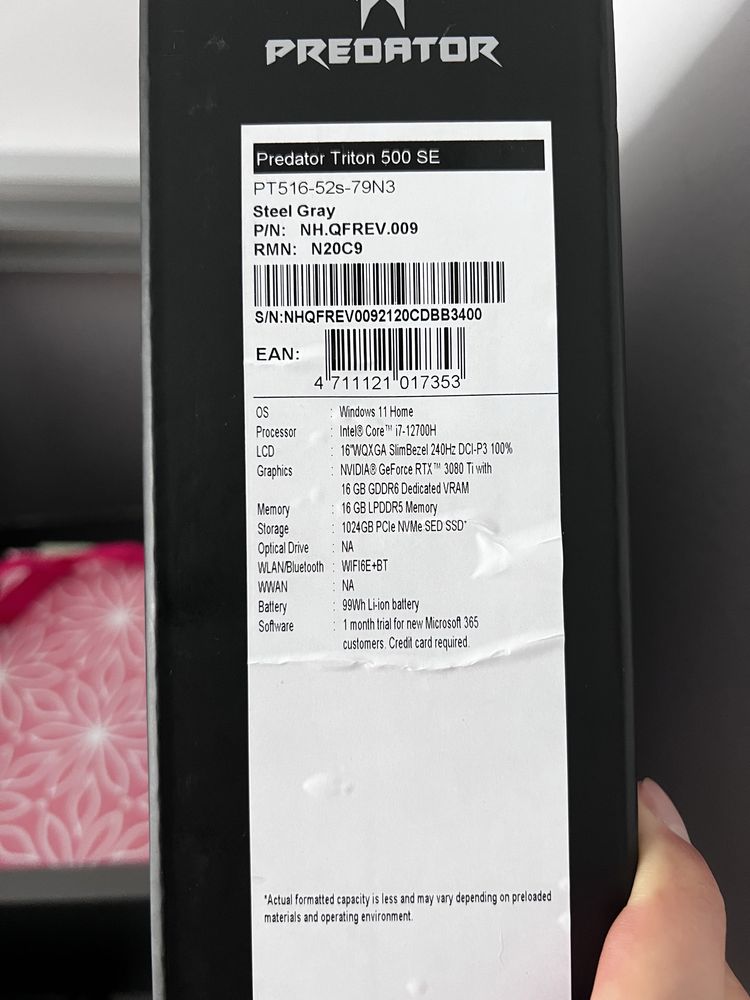 PREDATOR
Predator Triton 500 SE
PT516-52s-79N3
Steel Gray
P/N: NH.QFREV.009
RMN: N20C9
S/N:NHQFREV0092120CDBB3400
EAN:
4 711121 017353
OS : Windows 11 Home
Processor : Intel® Core™ i7-12700H
LCD : 16"WQXGA SlimBezel 240Hz DCI-P3 100%
Graphics : NVIDIA® GeForce RTX™ 3080 Ti with
16 GB GDDR6 Dedicated VRAM
Memory : 16 GB LPDDR5 Memory
Storage : 1024GB PCIe NVMe SED SSD*
Optical Drive : NA
WLAN/Bluetooth : WIFI6E+BT
WWAN : NA
Battery : 99Wh Li-ion battery
Software : 1 month trial for new Microsoft 365
customers. Credit card required.
*Actual formatted capacity is less and may vary depending on preloaded
materials and operating environment.